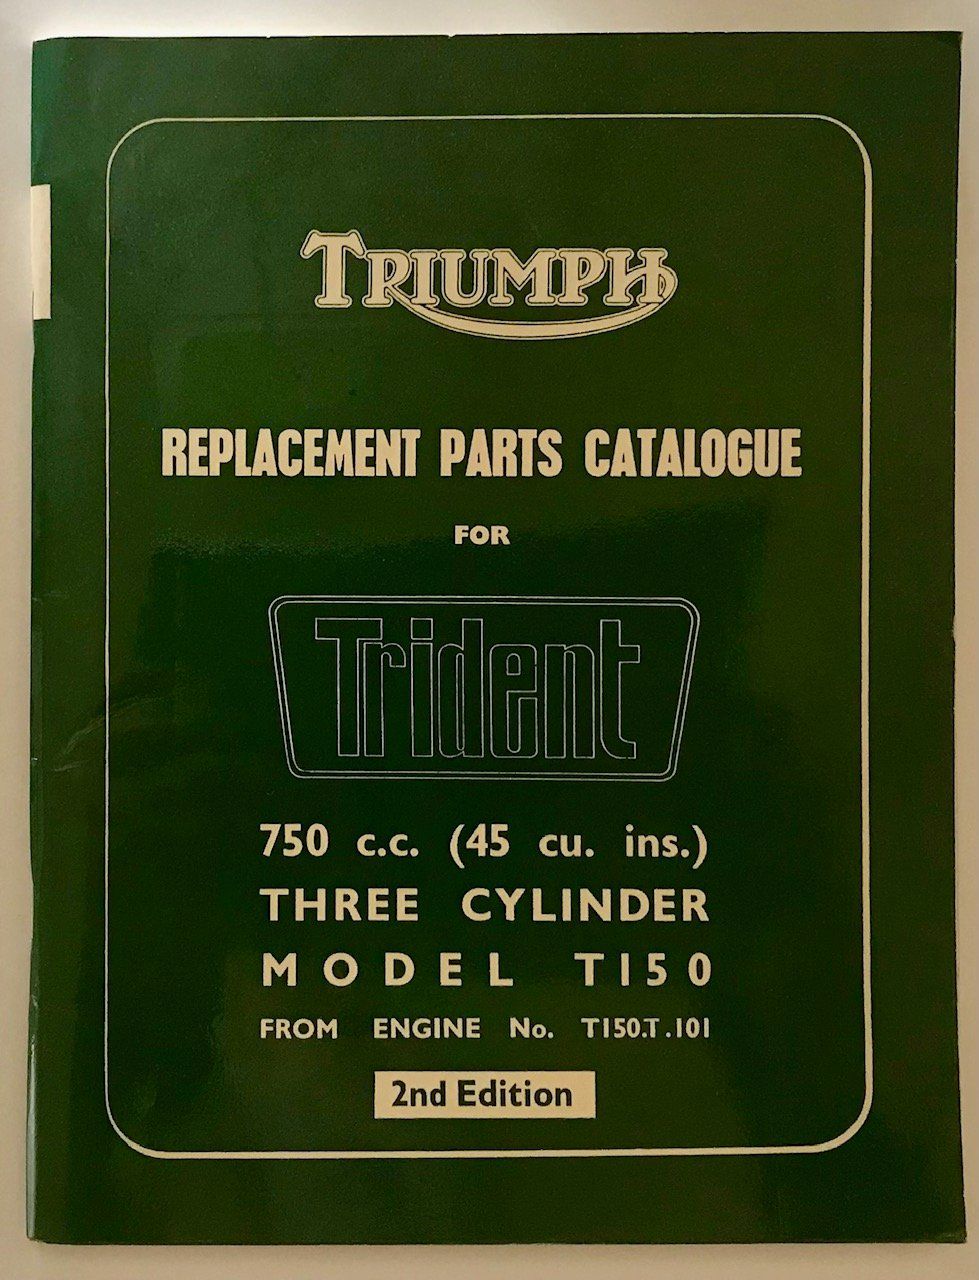 TRIUMPH
REPLACEMENT PARTS CATALOGUE
FOR
Trident
750 c.c. (45 cu. ins.)
THREE CYLINDER
MODEL T150
FROM ENGINE No. T150.T.101
2nd Edition